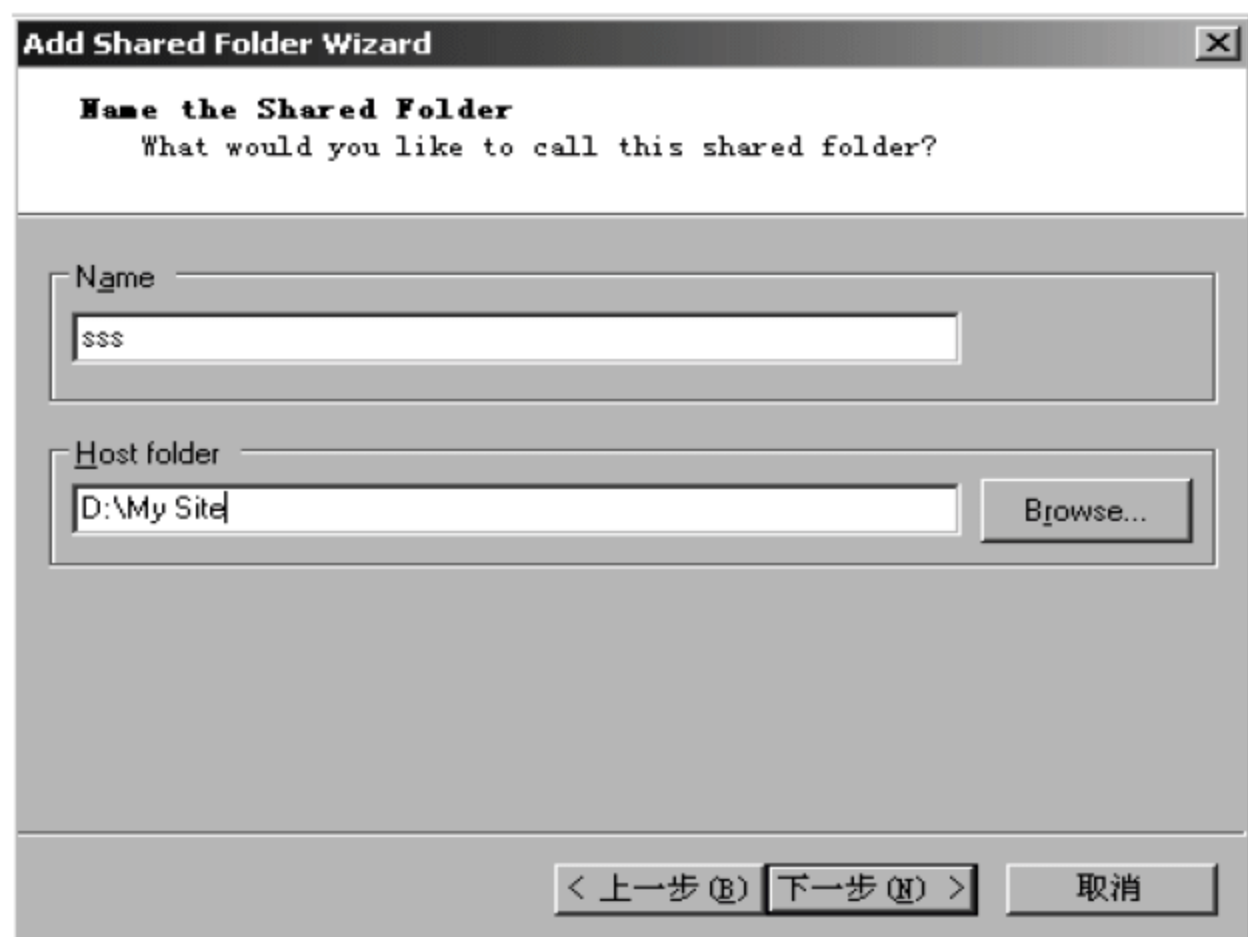 Add Shared Folder Wizard
Name the Shared Folder
What would you like to call this shared folder?
Name
sss
Host folder
D:\My Site
Browse...
< 上一步(B) 下一步(N) > 取消